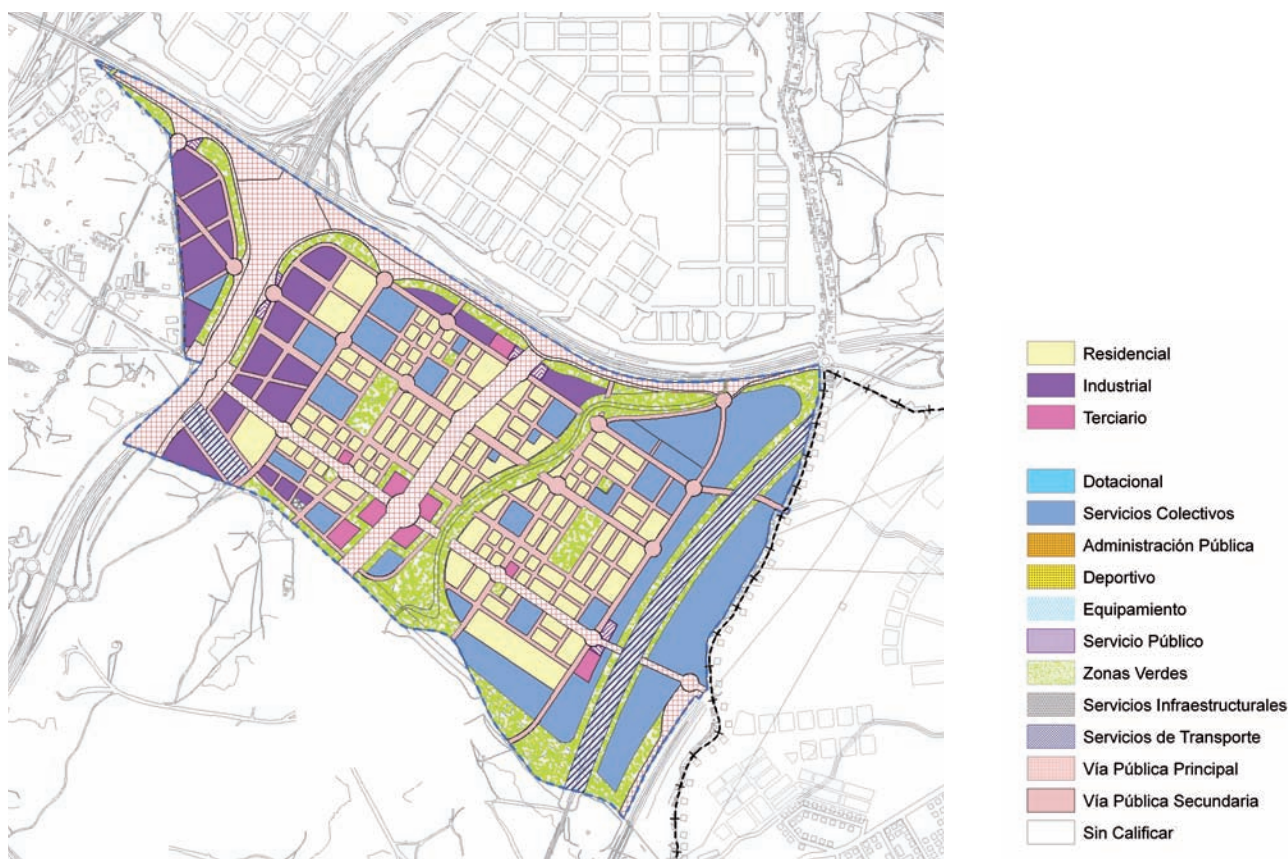 Residencial
Industrial
Terciario
Dotacional
Servicios Colectivos
Administración Pública
Deportivo
Equipamiento
Servicio Público
Zonas Verdes
Servicios Infraestructurales
Servicios de Transporte
Vía Pública Principal
Vía Pública Secundaria
Sin Calificar